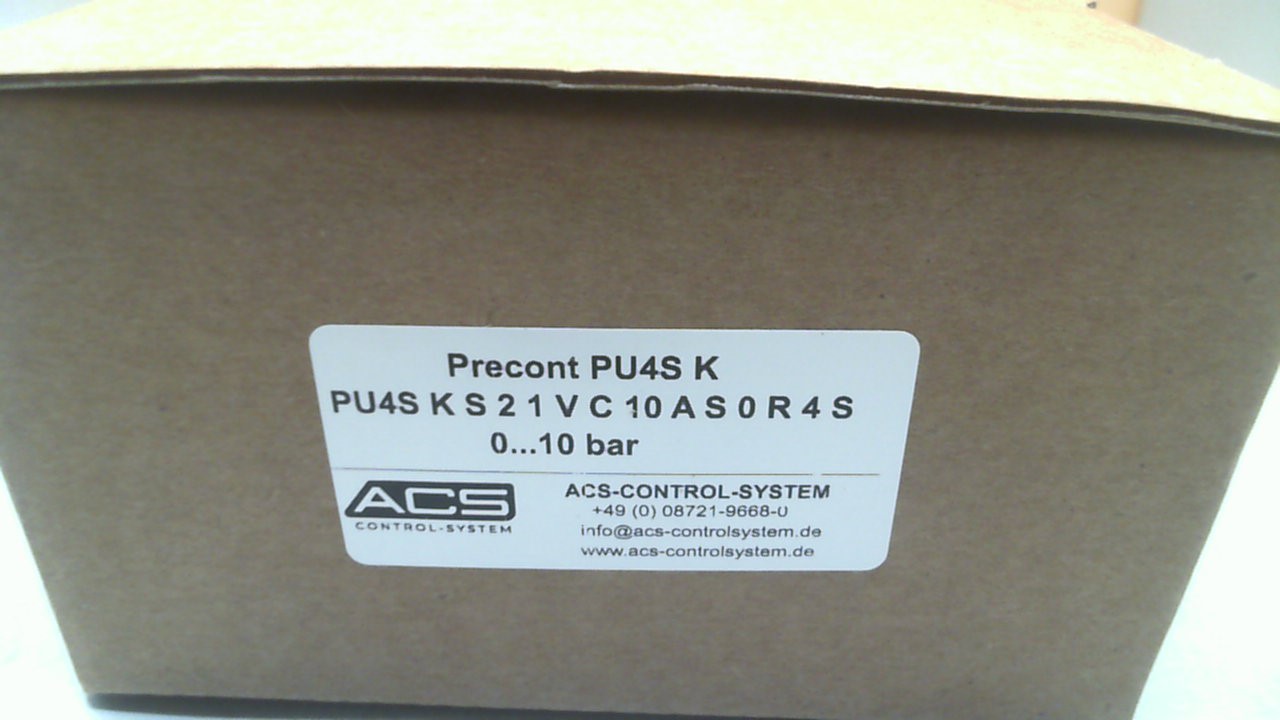 Precont PU4S K
PU4S K S 2 1 V C 10 A S 0 R 4 S
0...10 bar
ACS
CONTROL-SYSTEM
ACS-CONTROL-SYSTEM
+49 (0) 08721-9668-0
info@acs-controlsystem.de
www.acs-controlsystem.de